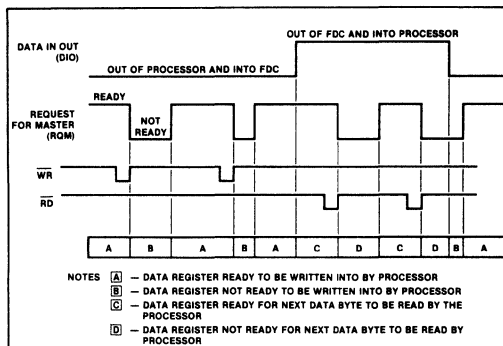 OUT OF FDC AND INTO PROCESSOR
DATA IN OUT
(DIO)
OUT OF PROCESSOR AND INTO FDC
READY
REQUEST
FOR MASTER
(RQM)
NOT
READY
WR
RD
A B A B A C D C D B A
NOTES A — DATA REGISTER READY TO BE WRITTEN INTO BY PROCESSOR
B — DATA REGISTER NOT READY TO BE WRITTEN INTO BY PROCESSOR
C — DATA REGISTER READY FOR NEXT DATA BYTE TO BE READ BY THE
PROCESSOR
D — DATA REGISTER NOT READY FOR NEXT DATA BYTE TO BE READ BY
PROCESSOR